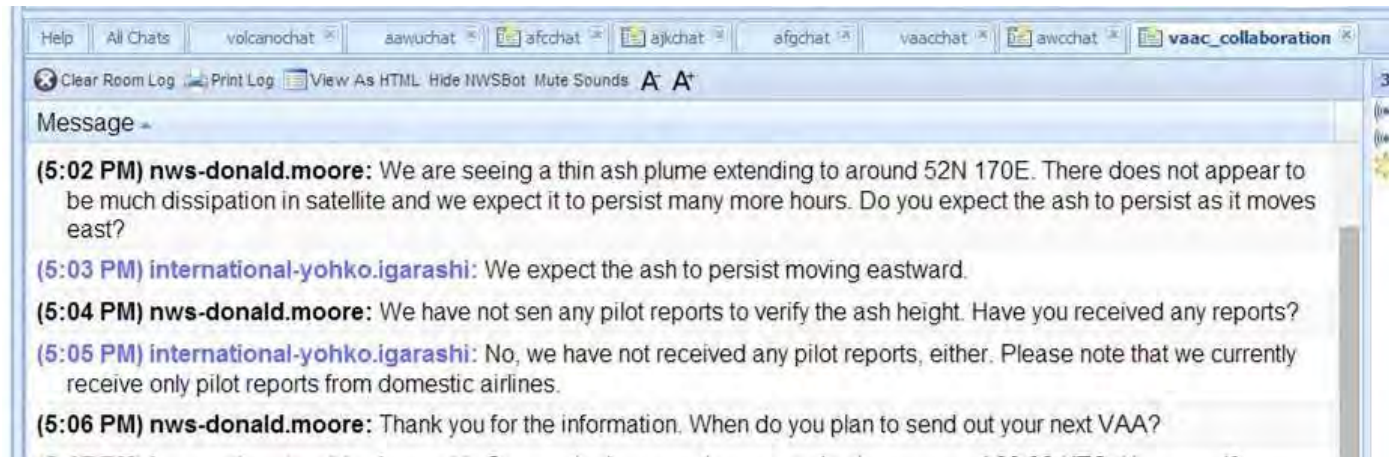 Help All Chats volcanochat aawuchat afcchat ajkchat afgchat vaacchat awcchat vaac_collaboration
Clear Room Log Print Log View As HTML Hide NWSBot Mute Sounds A- A+
3
Message
(5:02 PM) nws-donald.moore: We are seeing a thin ash plume extending to around 52N 170E. There does not appear to
be much dissipation in satellite and we expect it to persist many more hours. Do you expect the ash to persist as it moves
east?
(5:03 PM) international-yohko.igarashi: We expect the ash to persist moving eastward.
(5:04 PM) nws-donald.moore: We have not sen any pilot reports to verify the ash height. Have you received any reports?
(5:05 PM) international-yohko.igarashi: No, we have not received any pilot reports, either. Please note that we currently
receive only pilot reports from domestic airlines.
(5:06 PM) nws-donald.moore: Thank you for the information. When do you plan to send out your next VAA?